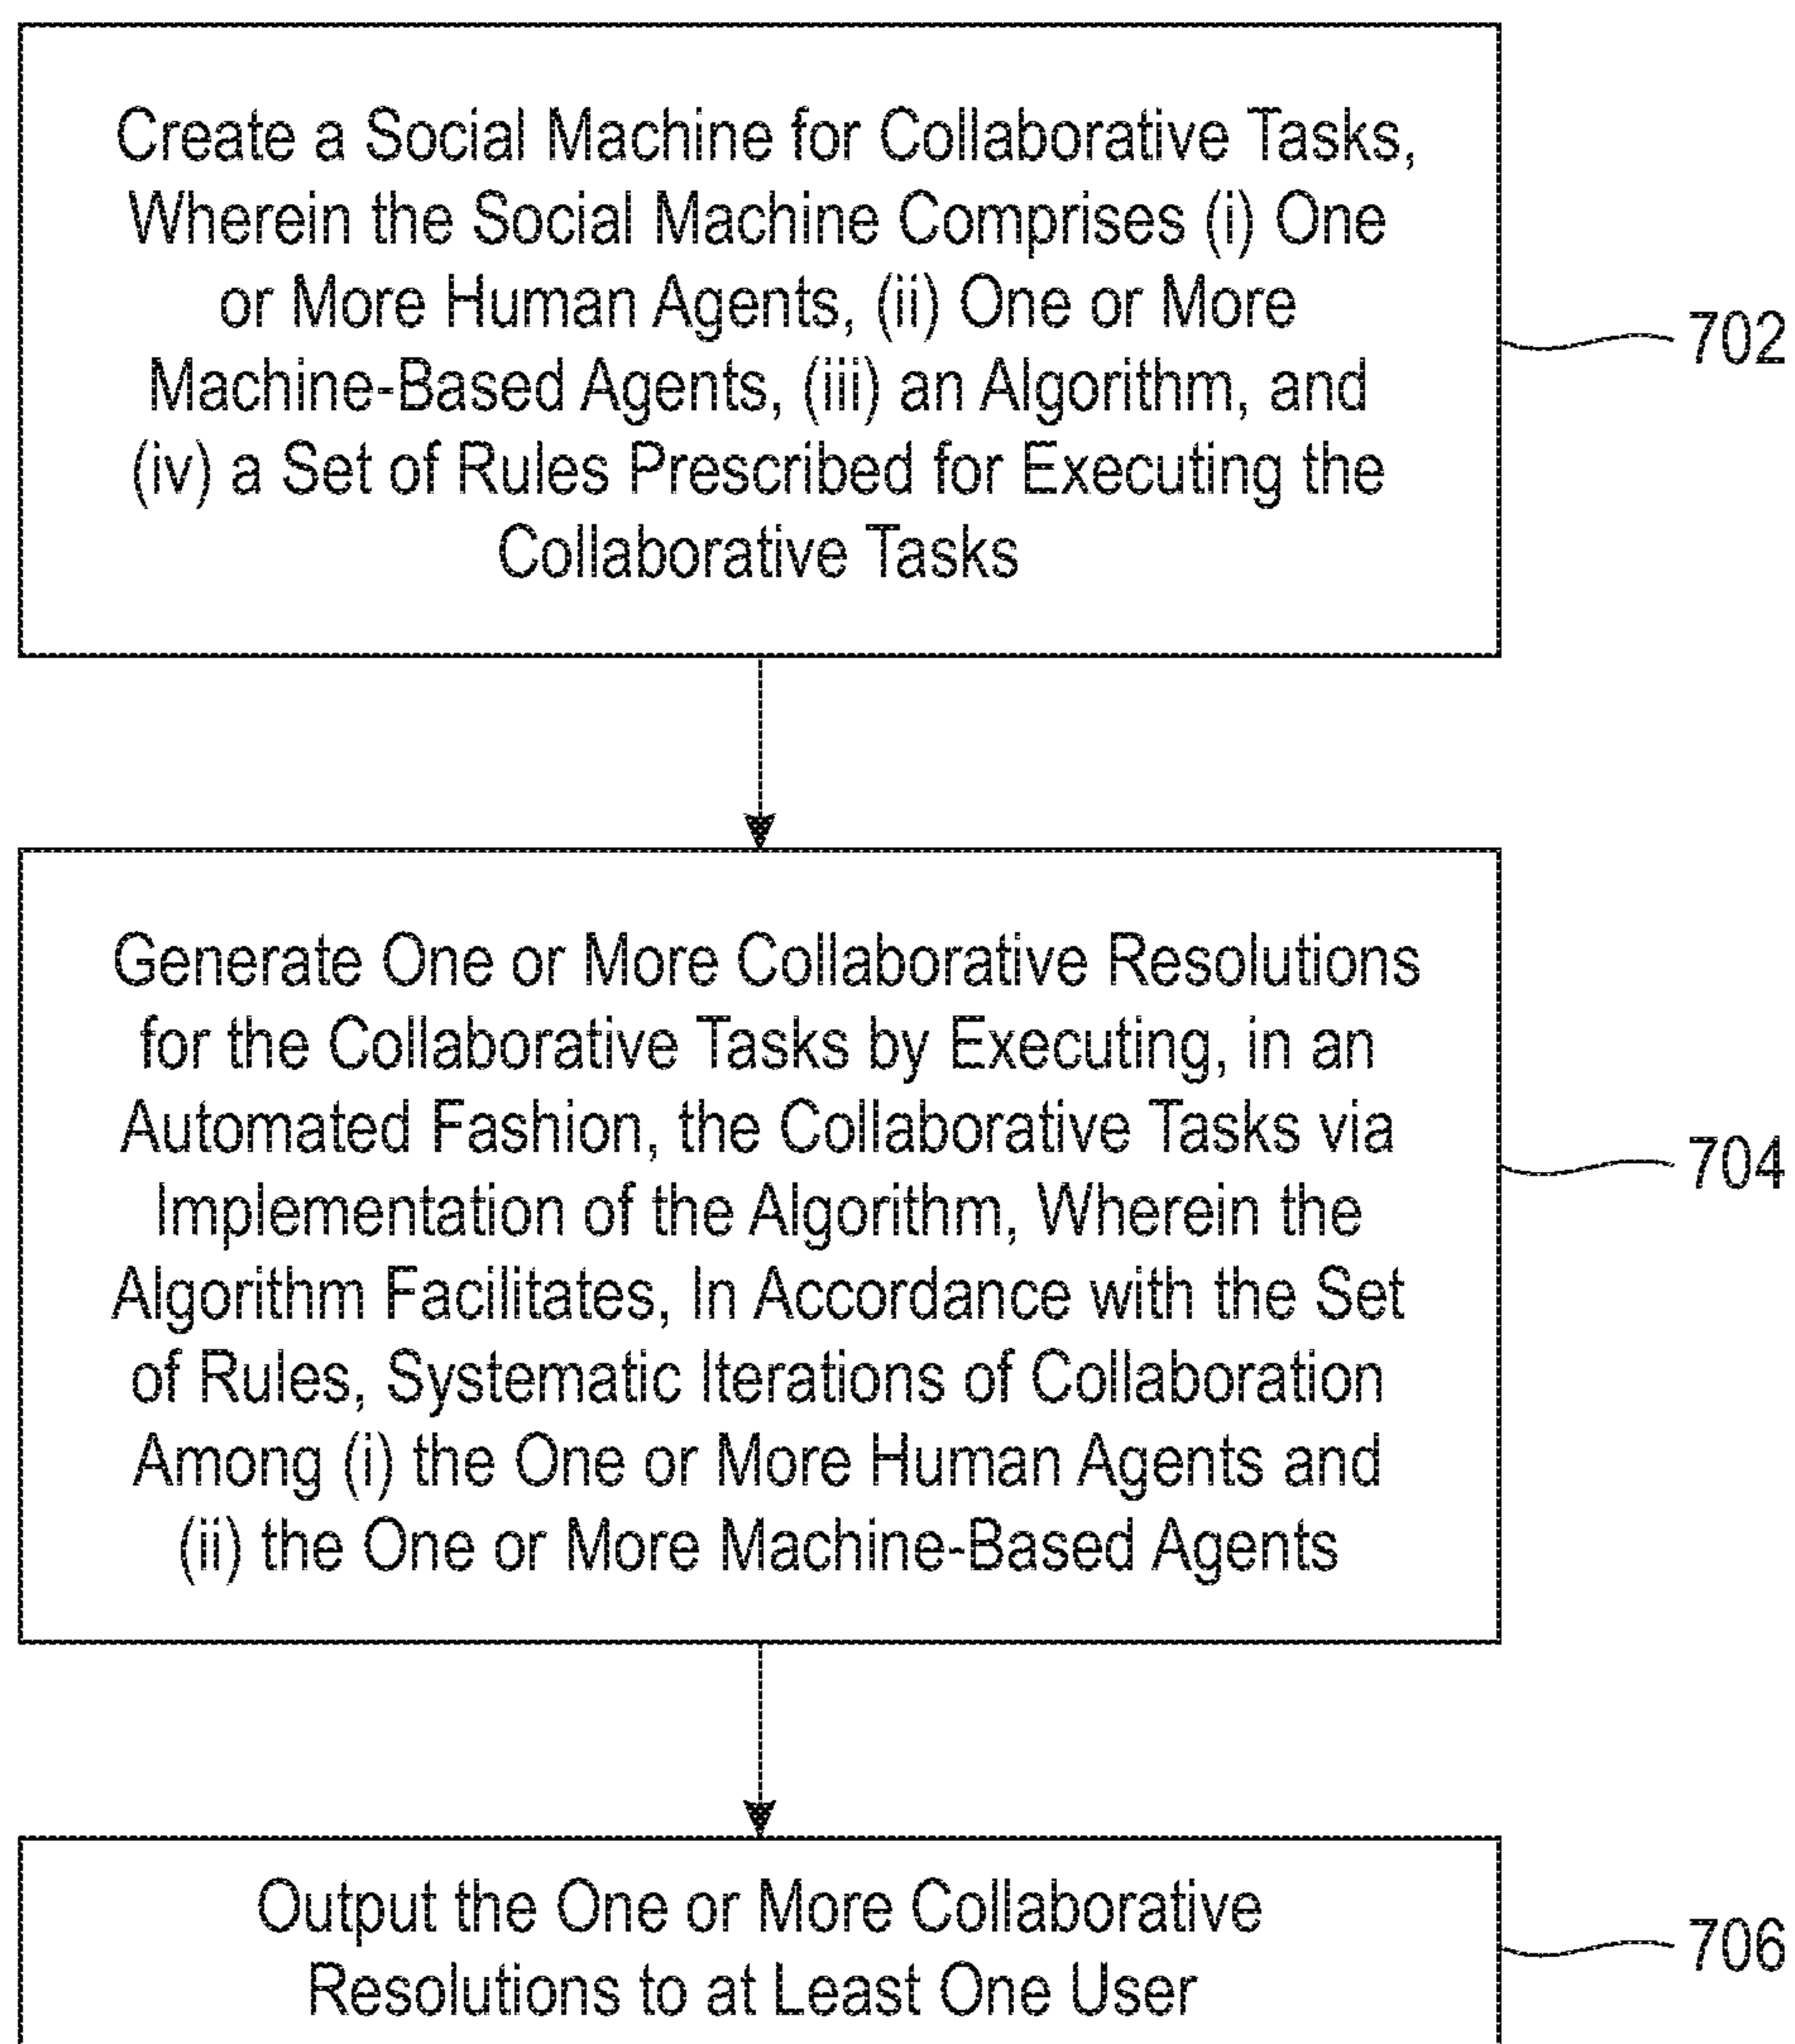 Create a Social Machine for Collaborative Tasks,
Wherein the Social Machine Comprises (i) One
or More Human Agents, (ii) One or More
Machine-Based Agents, (iii) an Algorithm, and
(iv) a Set of Rules Prescribed for Executing the
Collaborative Tasks
702
Generate One or More Collaborative Resolutions
for the Collaborative Tasks by Executing, in an
Automated Fashion, the Collaborative Tasks via
Implementation of the Algorithm, Wherein the
Algorithm Facilitates, In Accordance with the Set
of Rules, Systematic Iterations of Collaboration
Among (i) the One or More Human Agents and
(ii) the One or More Machine-Based Agents
704
Output the One or More Collaborative
Resolutions to at Least One User
706